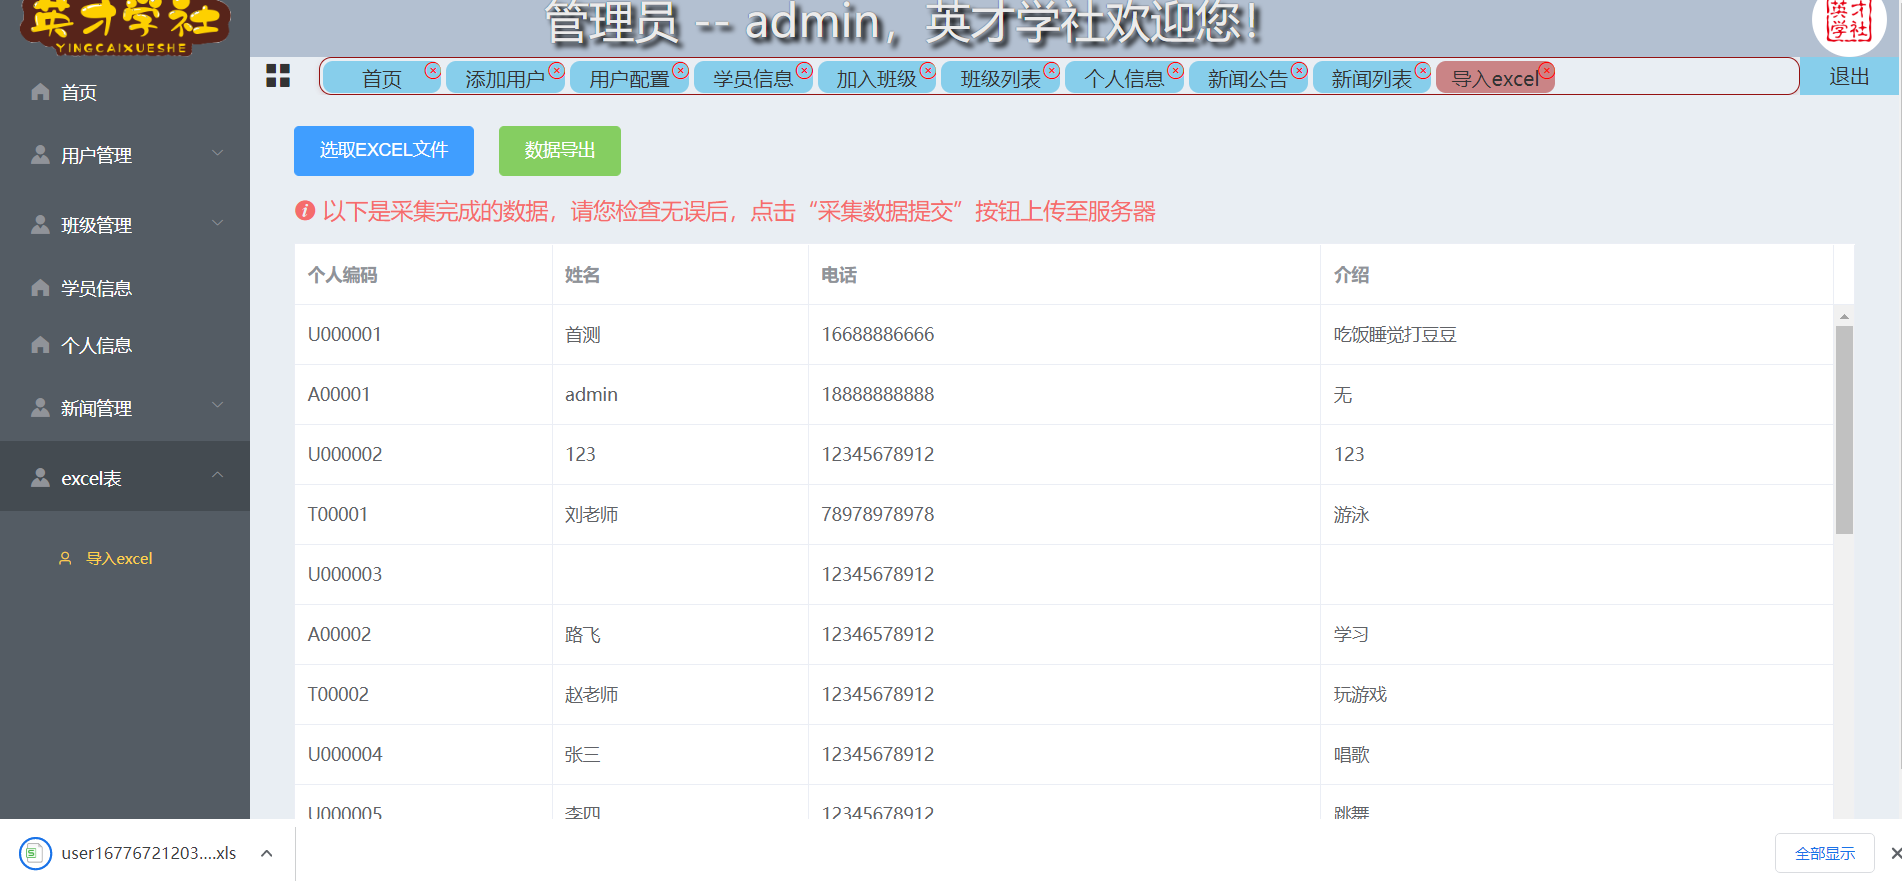 英才学社
YINGCAIXUESHE
管理员 -- admin，英才学社欢迎您！
英才
学社
首页 添加用户 用户配置 学员信息 加入班级 班级列表 个人信息 新闻公告 新闻列表 导入excel 退出
首页
用户管理
班级管理
学员信息
个人信息
新闻管理
excel表
导入excel
选取EXCEL文件 数据导出
以下是采集完成的数据，请您检查无误后，点击“采集数据提交”按钮上传至服务器
个人编码 姓名 电话 介绍
U000001 首测 16688886666 吃饭睡觉打豆豆
A00001 admin 18888888888 无
U000002 123 12345678912 123
T00001 刘老师 78978978978 游泳
U000003 12345678912
A00002 路飞 12346578912 学习
T00002 赵老师 12345678912 玩游戏
U000004 张三 12345678912 唱歌
U000005 李四 12345678912 跳舞
user16776721203....xls 全部显示